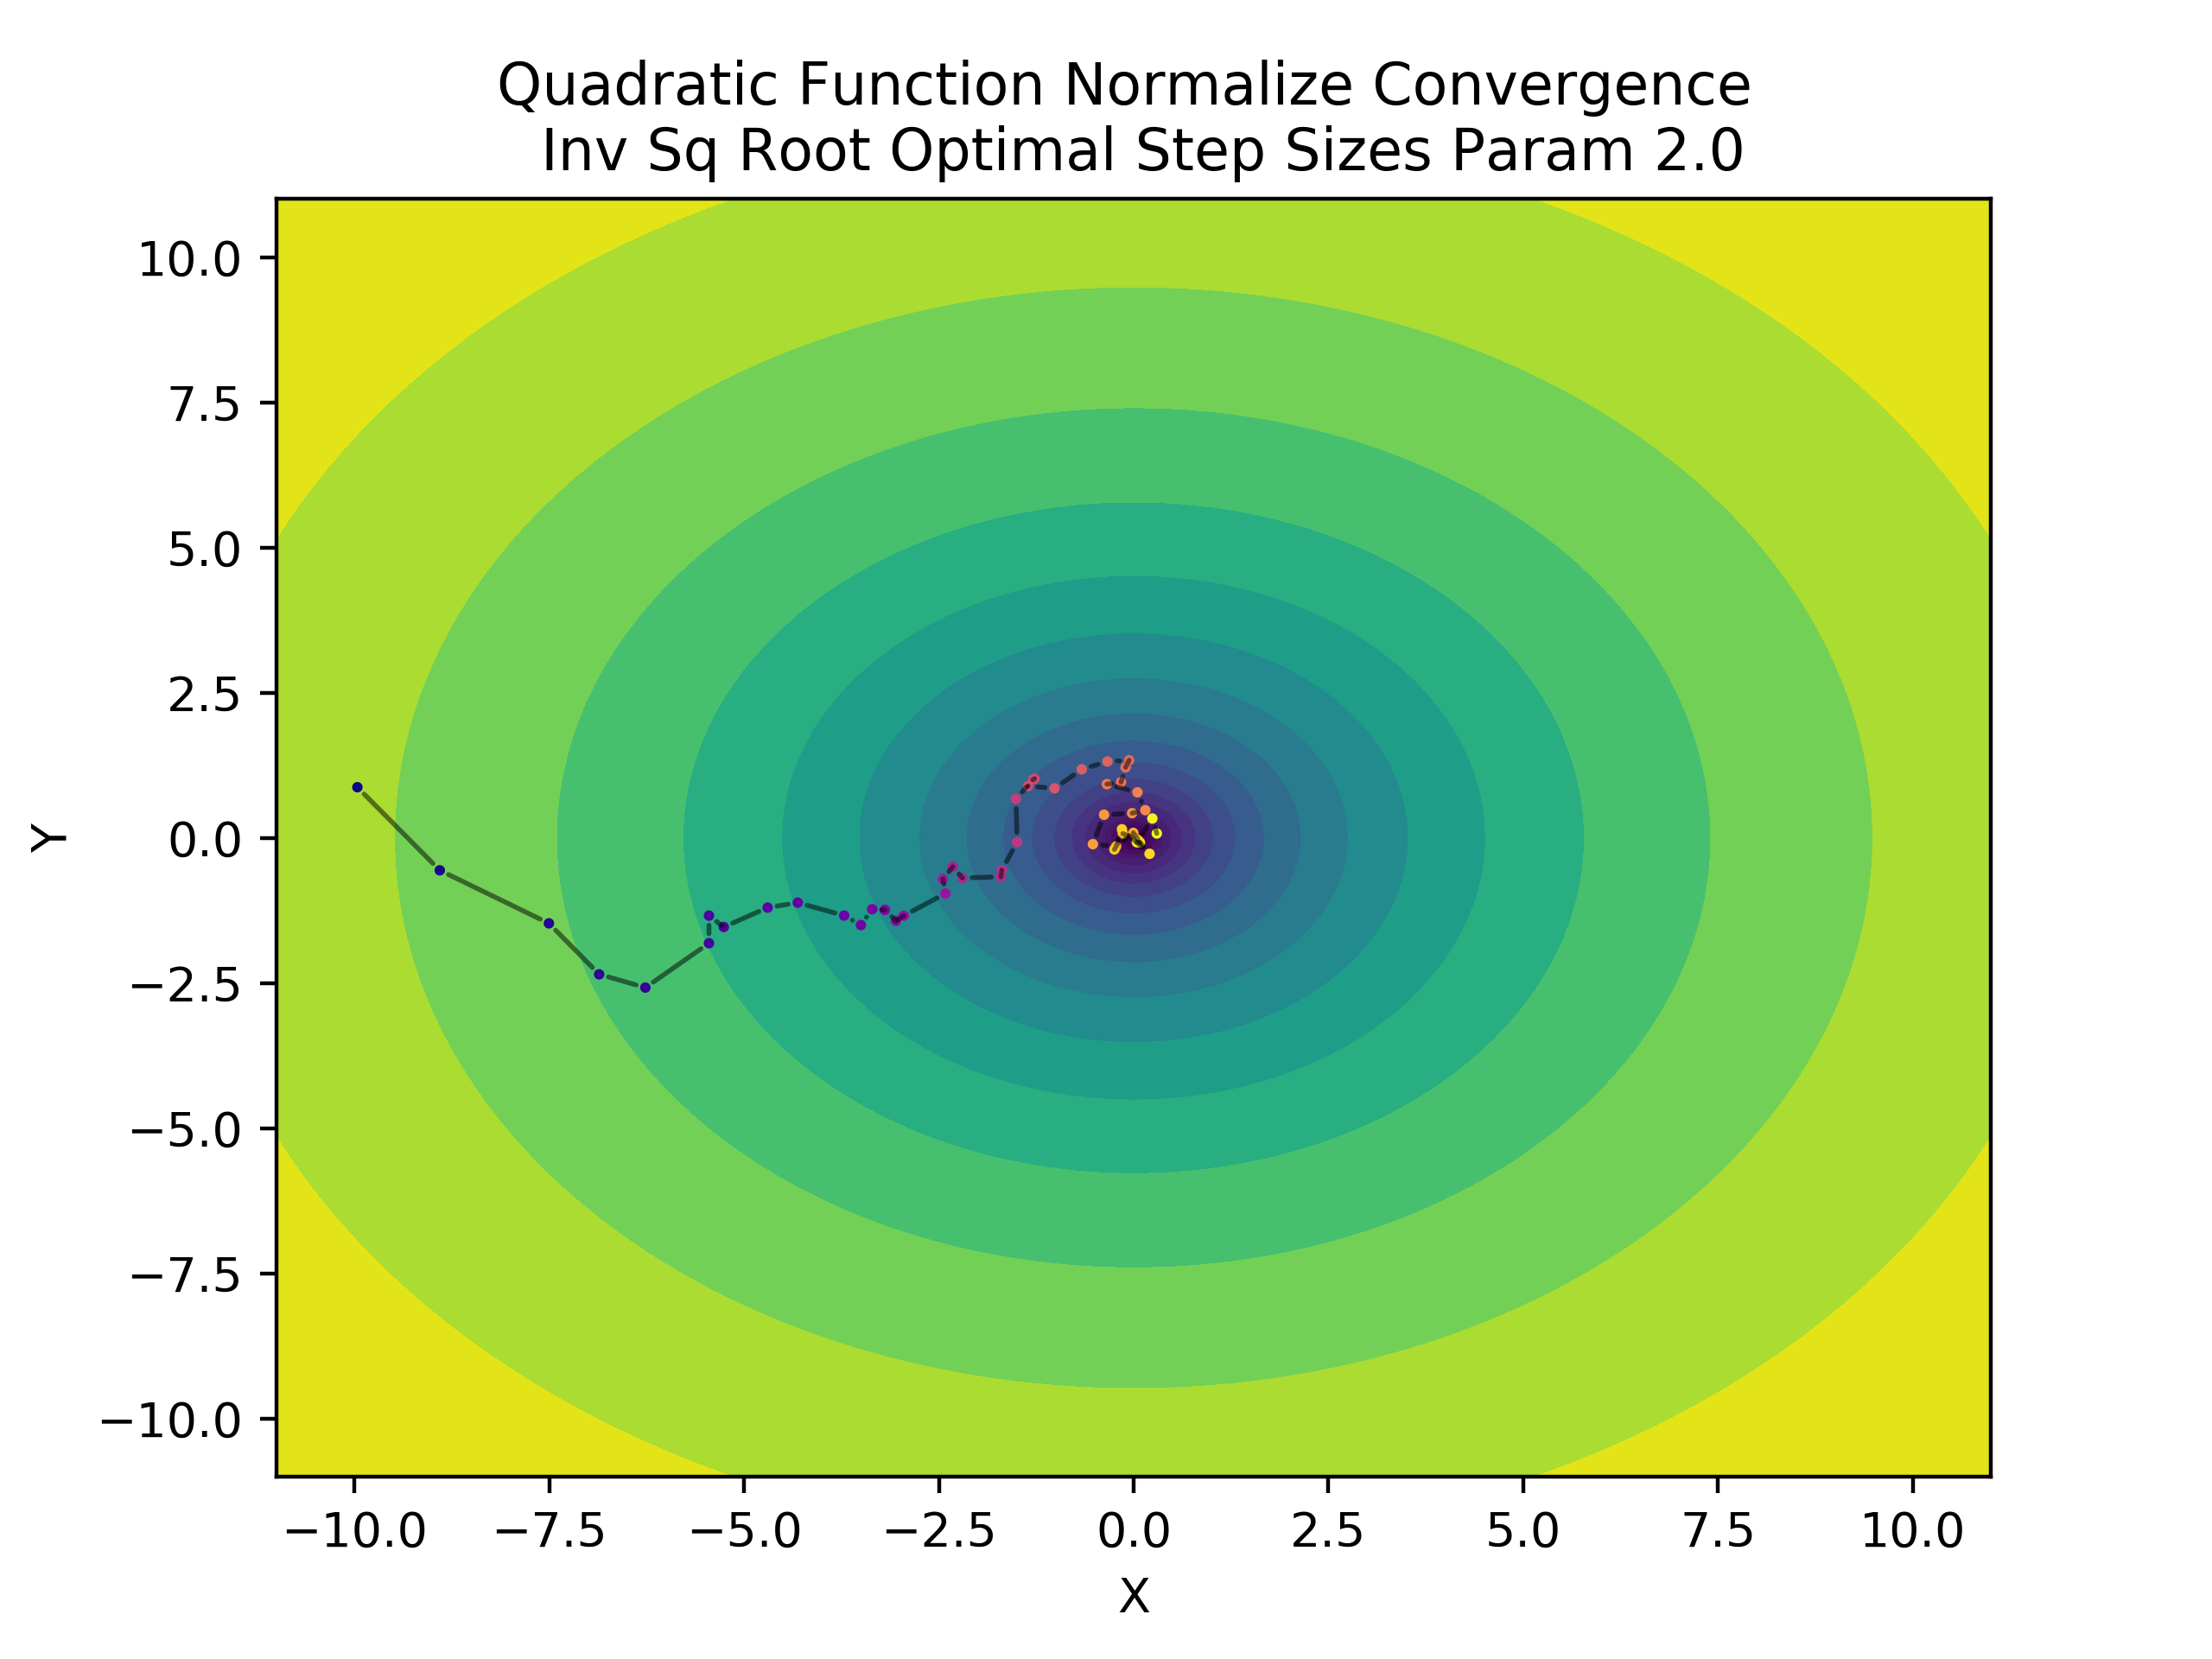 Quadratic Function Normalize Convergence
Inv Sq Root Optimal Step Sizes Param 2.0
10.0
7.5
5.0
2.5
0.0
−2.5
−5.0
−7.5
−10.0
Y
−10.0 −7.5 −5.0 −2.5 0.0 2.5 5.0 7.5 10.0
X